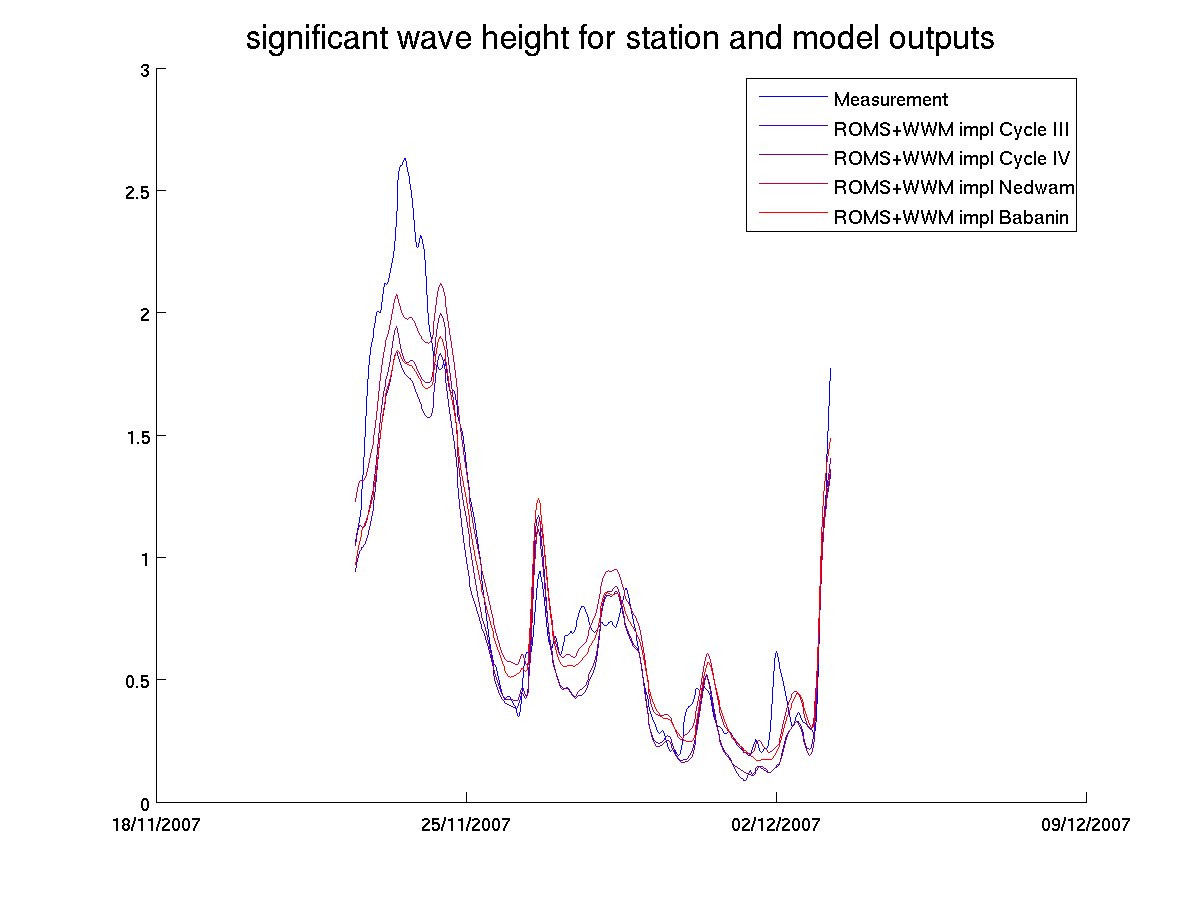 significant wave height for station and model outputs
3
2.5
2
1.5
1
0.5
0
18/11/2007
25/11/2007
02/12/2007
09/12/2007
Measurement
ROMS+WWM impl Cycle III
ROMS+WWM impl Cycle IV
ROMS+WWM impl Nedwam
ROMS+WWM impl Babanin